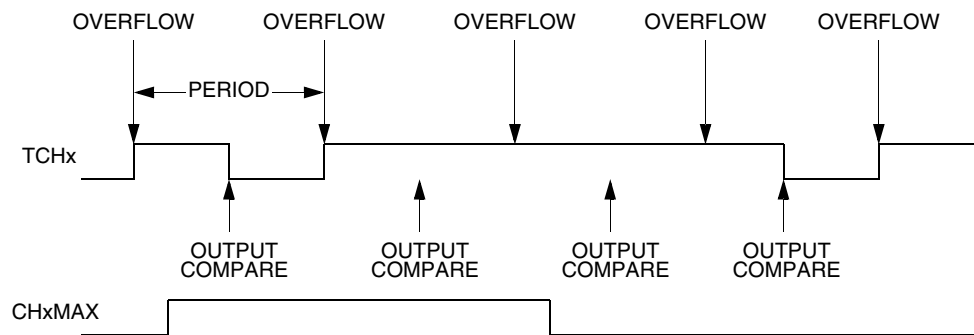 OVERFLOW OVERFLOW OVERFLOW OVERFLOW OVERFLOW
PERIOD
TCHx
OUTPUT COMPARE OUTPUT COMPARE OUTPUT COMPARE OUTPUT COMPARE
CHxMAX